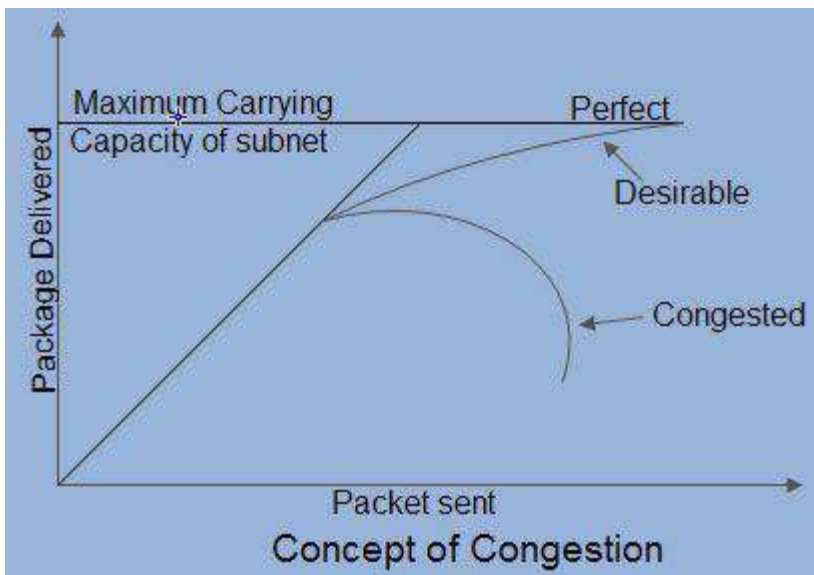 Maximum Carrying
Capacity of subnet
Perfect
Desirable
Congested
Package Delivered
Packet sent
Concept of Congestion